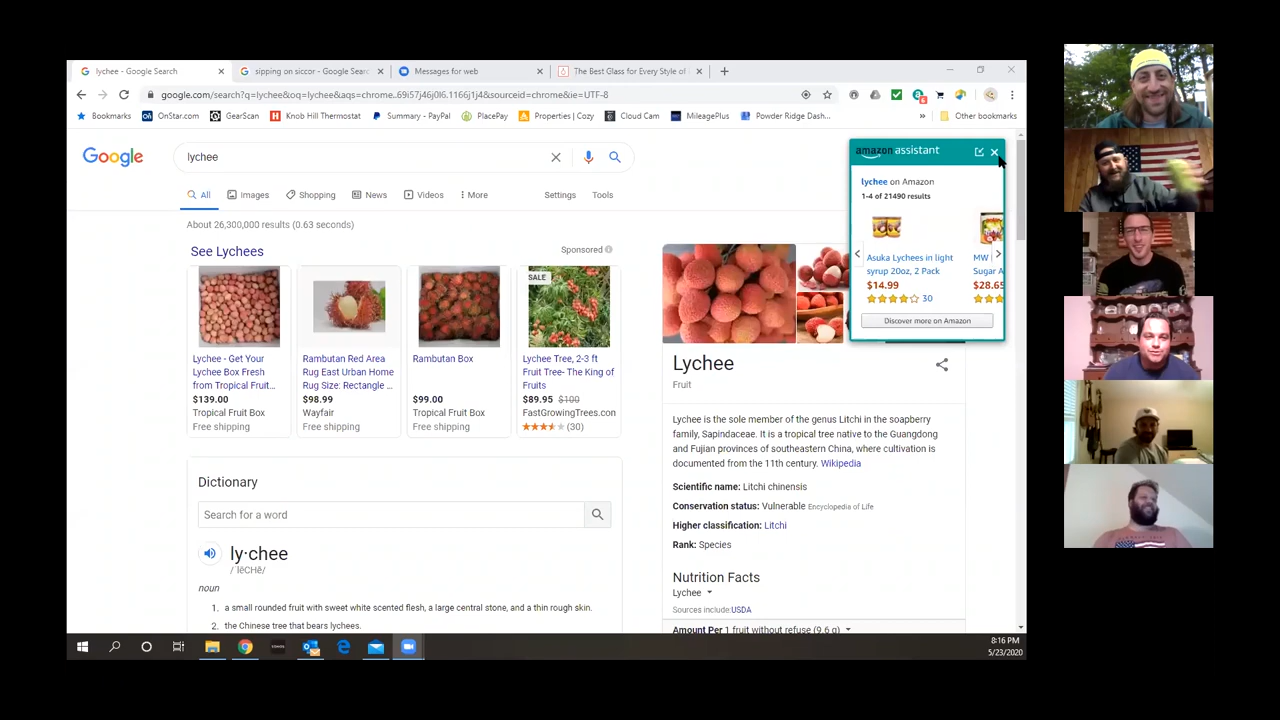 lychee - Google Search
sipping on siccor - Google Searc
Messages for web
The Best Glass for Every Style of
google.com/search?q=lychee&oq=lychee&aqs=chrome..69i57j46j0l6.1166j1j4&sourceid=chrome&ie=UTF-8
Bookmarks
OnStar.com
GearScan
Knob Hill Thermostat
Summary - PayPal
PlacePay
Properties | Cozy
Cloud Cam
MileagePlus
Powder Ridge Dash...
»
Other bookmarks
Google
lychee
All
Images
Shopping
News
Videos
More
Settings
Tools
About 26,300,000 results (0.63 seconds)
See Lychees
Sponsored
Lychee - Get Your
Lychee Box Fresh
from Tropical Fruit...
$139.00
Tropical Fruit Box
Free shipping
Rambutan Red Area
Rug East Urban Home
Rug Size: Rectangle ...
$98.99
Wayfair
Free shipping
Rambutan Box
$99.00
Tropical Fruit Box
Free shipping
SALE
Lychee Tree, 2-3 ft
Fruit Tree- The King of
Fruits
$89.95 $100
FastGrowingTrees.com
(30)
Dictionary
Search for a word
ly·chee
/ˈlēCHē/
noun
1. a small rounded fruit with sweet white scented flesh, a large central stone, and a thin rough skin.
2. the Chinese tree that bears lychees.
amazon assistant
lychee on Amazon
1-4 of 21490 results
Asuka Lychees in light
syrup 20oz, 2 Pack
$14.99
30
MW
Sugar A
$28.65
Discover more on Amazon
Lychee
Fruit
Lychee is the sole member of the genus Litchi in the soapberry
family, Sapindaceae. It is a tropical tree native to the Guangdong
and Fujian provinces of southeastern China, where cultivation is
documented from the 11th century. Wikipedia
Scientific name: Litchi chinensis
Conservation status: Vulnerable Encyclopedia of Life
Higher classification: Litchi
Rank: Species
Nutrition Facts
Lychee
Sources include: USDA
Amount Per 1 fruit without refuse (9.6 g)
8:16 PM
5/23/2020